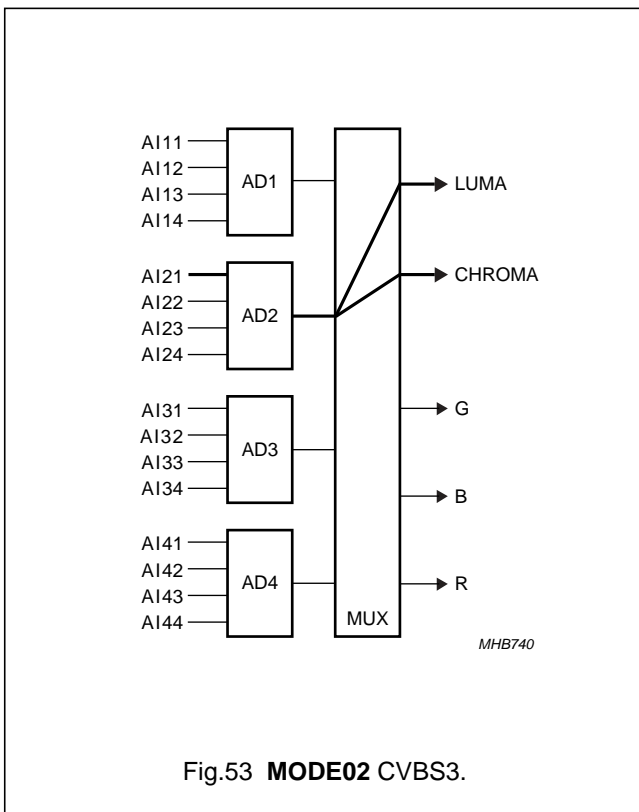 AI11
AI12
AI13
AI14
AD1
AI21
AI22
AI23
AI24
AD2
AI31
AI32
AI33
AI34
AD3
AI41
AI42
AI43
AI44
AD4
MUX
LUMA
CHROMA
G
B
R
MHB740
Fig.53 MODE02 CVBS3.